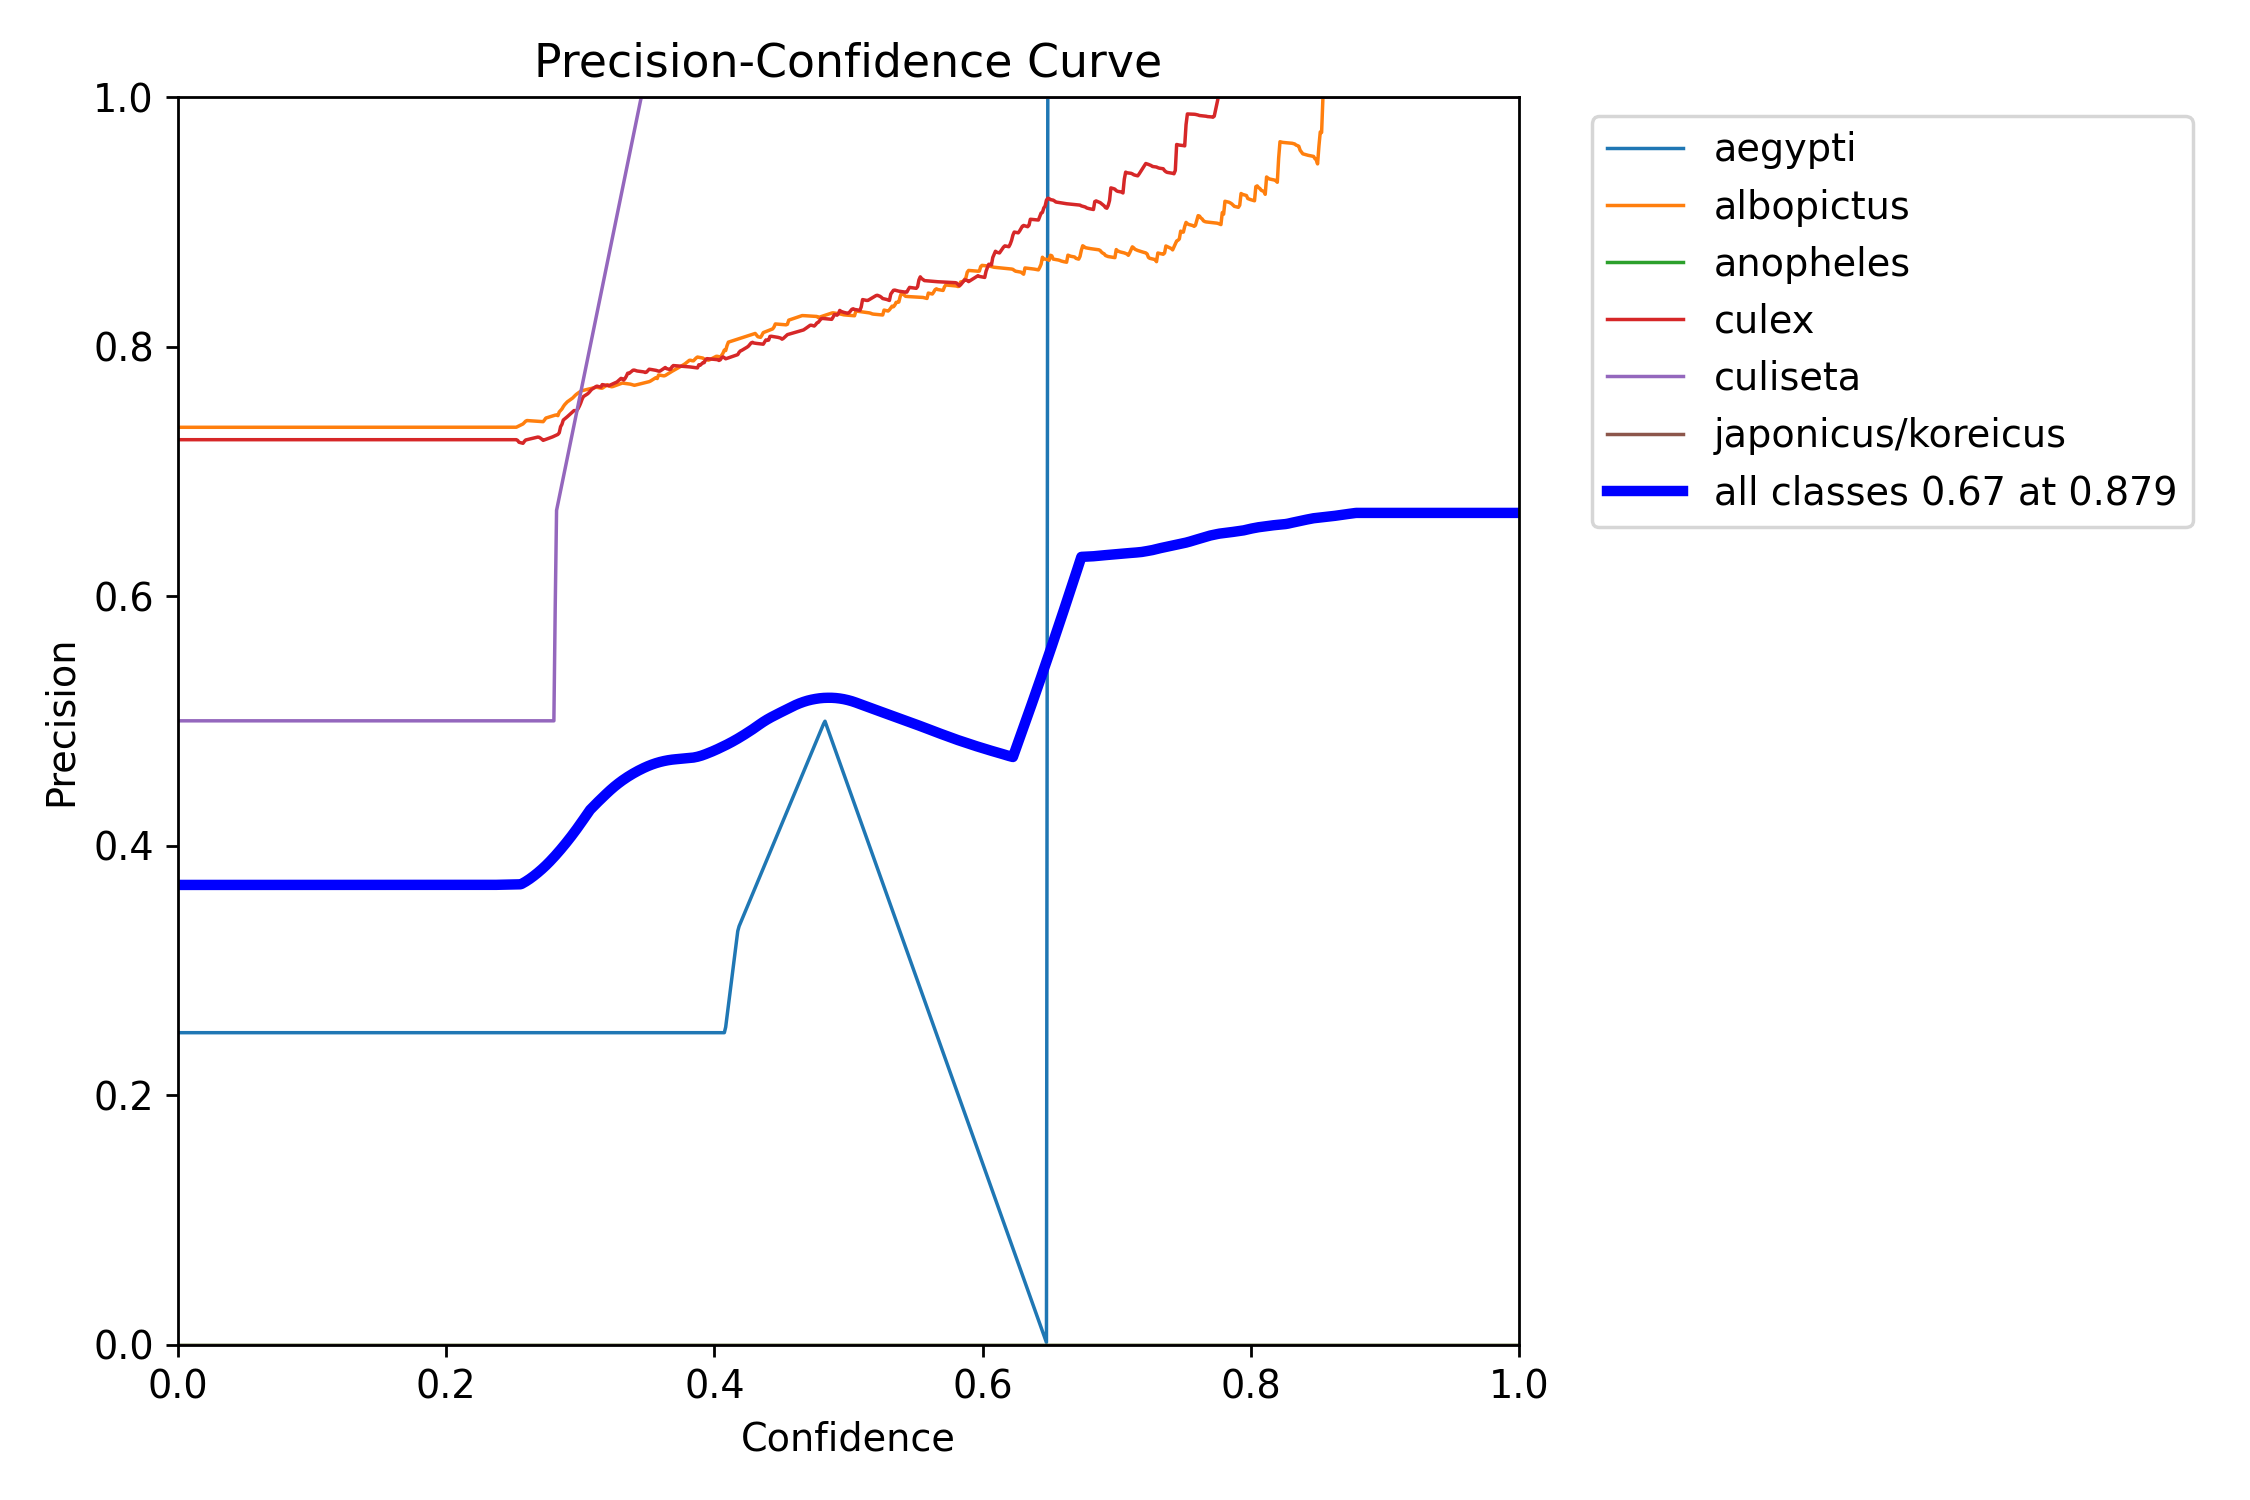 Precision-Confidence Curve
1.0
0.8
0.6
0.4
0.2
0.0
Precision
0.0 0.2 0.4 0.6 0.8 1.0
Confidence
aegypti
albopictus
anopheles
culex
culiseta
japonicus/koreicus
all classes 0.67 at 0.879